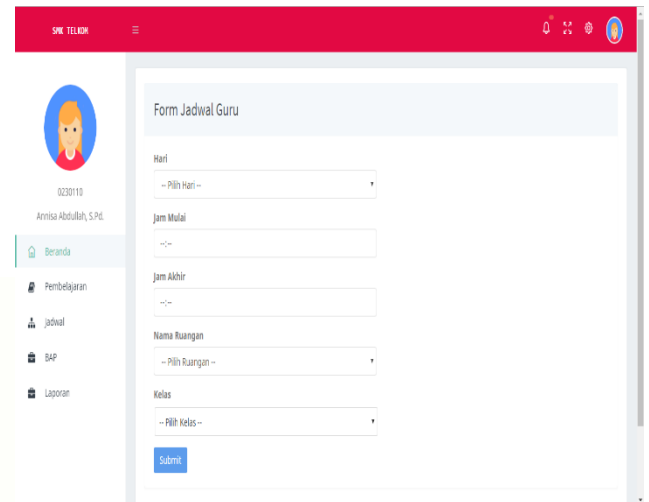 SMK TELKOM
0230110
Annisa Abdullah, S.Pd.
Beranda
Pembelajaran
Jadwal
BAP
Laporan
Form Jadwal Guru
Hari
-- Pilih Hari --
Jam Mulai
--:--
Jam Akhir
--:--
Nama Ruangan
-- Pilih Ruangan --
Kelas
-- Pilih Kelas --
Submit